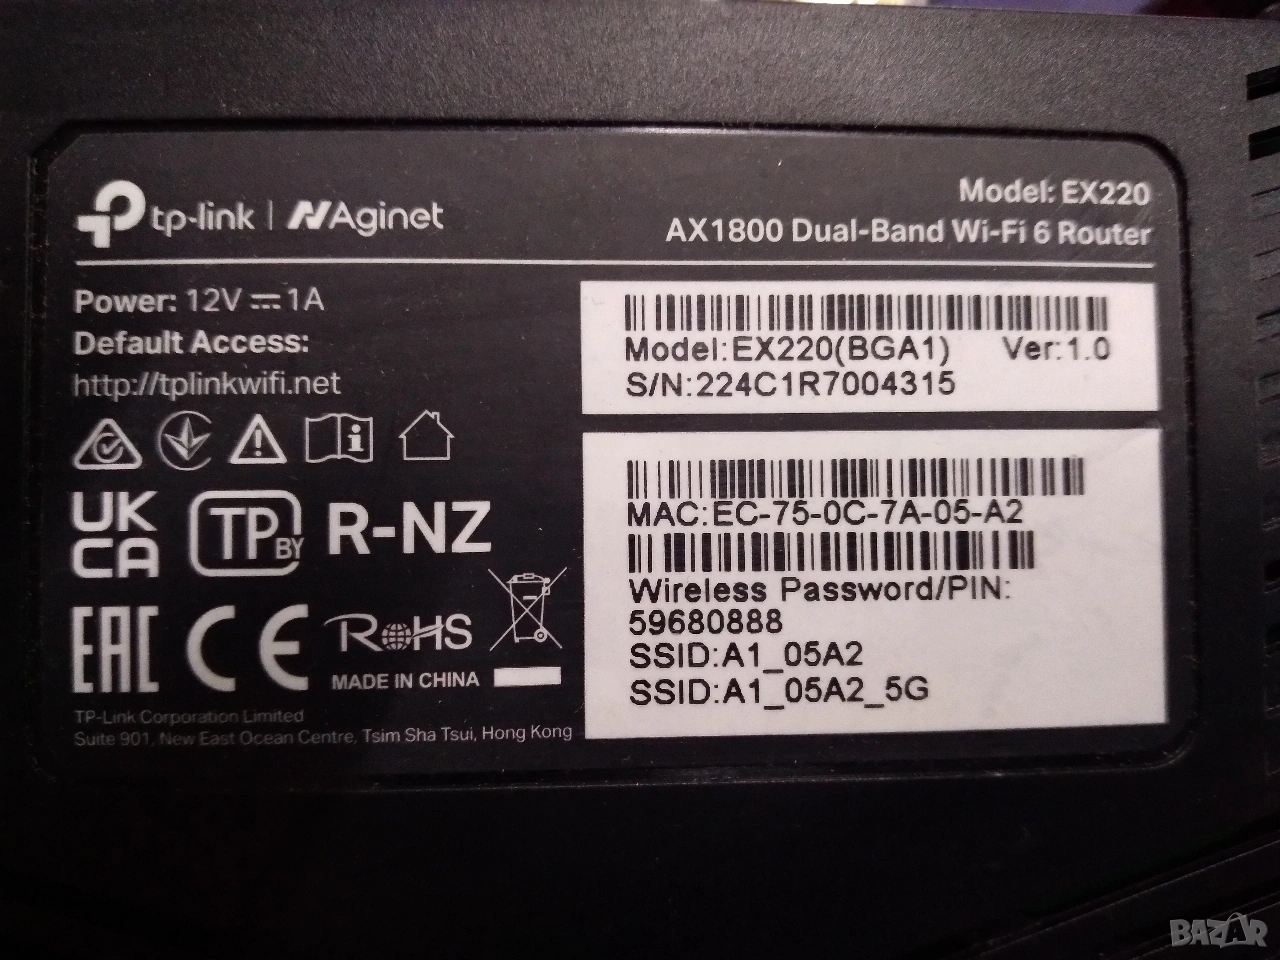 tp-link | Aginet
Model: EX220
AX1800 Dual-Band Wi-Fi 6 Router
Power: 12V ⎓ 1A
Default Access:
http://tplinkwifi.net
UK
CA
TP BY
R-NZ
EAC
CE
RoHS
MADE IN CHINA
TP-Link Corporation Limited
Suite 901, New East Ocean Centre, Tsim Sha Tsui, Hong Kong
Model:EX220(BGA1) Ver:1.0
S/N:224C1R7004315
MAC:EC-75-0C-7A-05-A2
Wireless Password/PIN:
59680888
SSID:A1_05A2
SSID:A1_05A2_5G
BAZAR